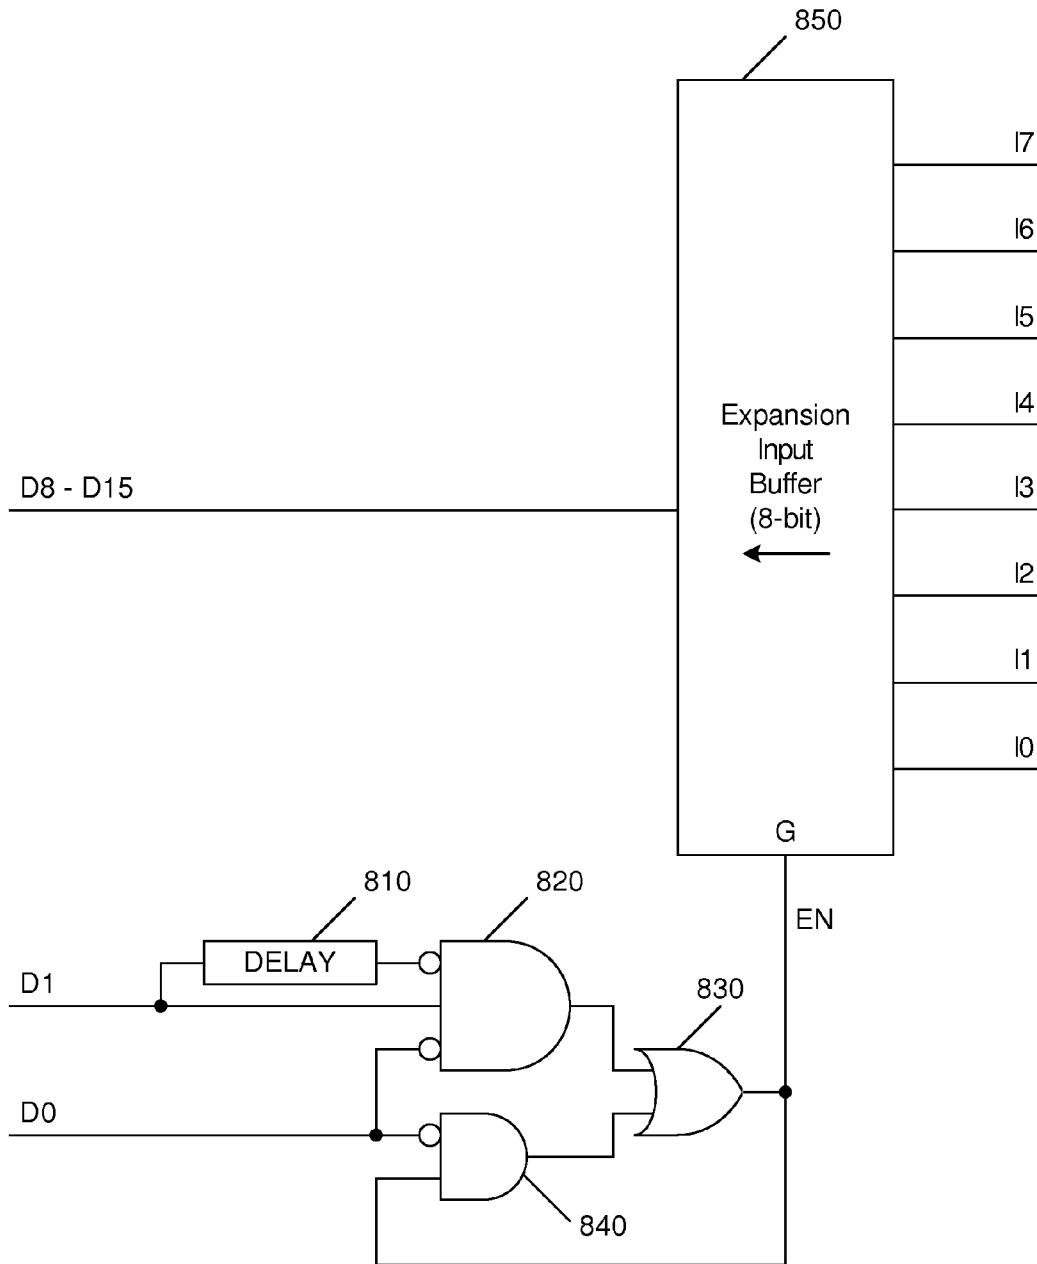 850
I7
I6
I5
I4
Expansion
Input
Buffer
(8-bit)
D8 - D15
I3
I2
I1
I0
G
810
820
EN
DELAY
D1
830
D0
840